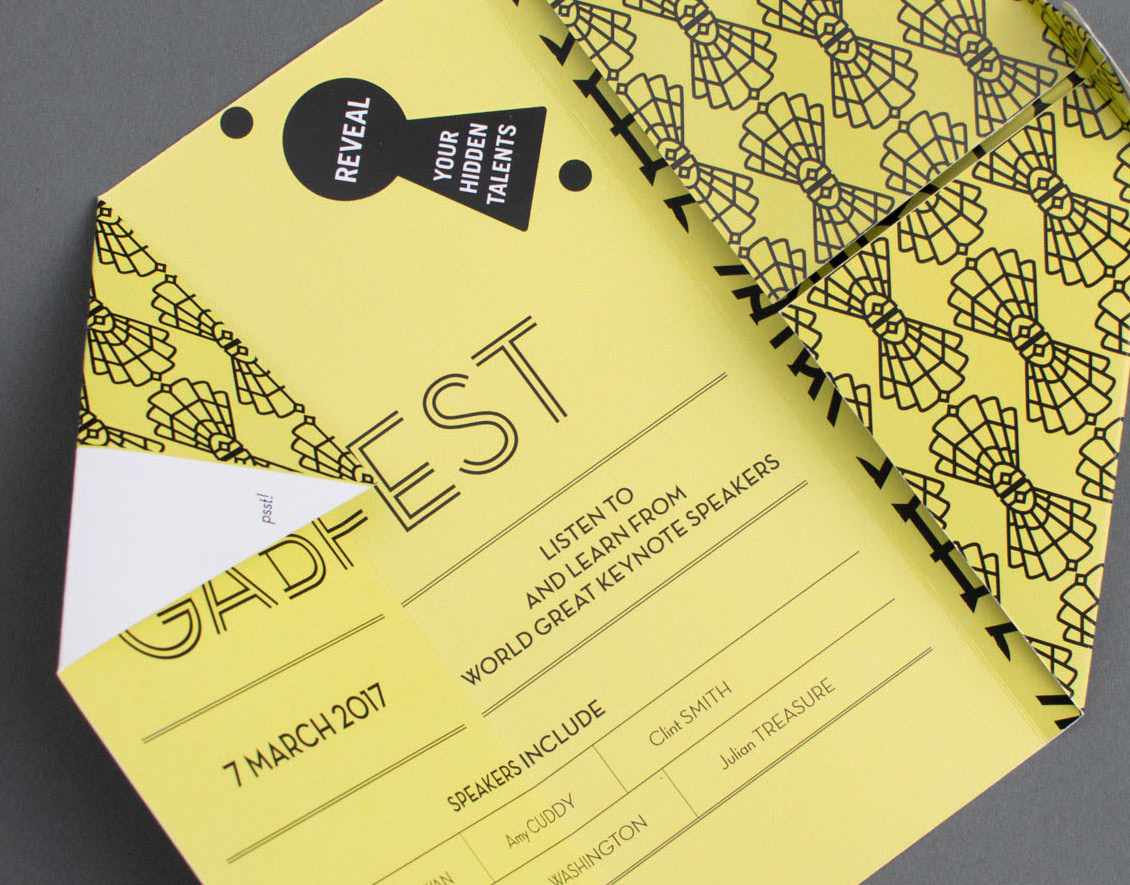 REVEAL
YOUR
HIDDEN
TALENTS
psst!
GABFEST
7 MARCH 2017
LISTEN TO
AND LEARN FROM
WORLD GREAT KEYNOTE SPEAKERS
SPEAKERS INCLUDE
Amy CUDDY
Clint SMITH
WASHINGTON
Julian TREASURE